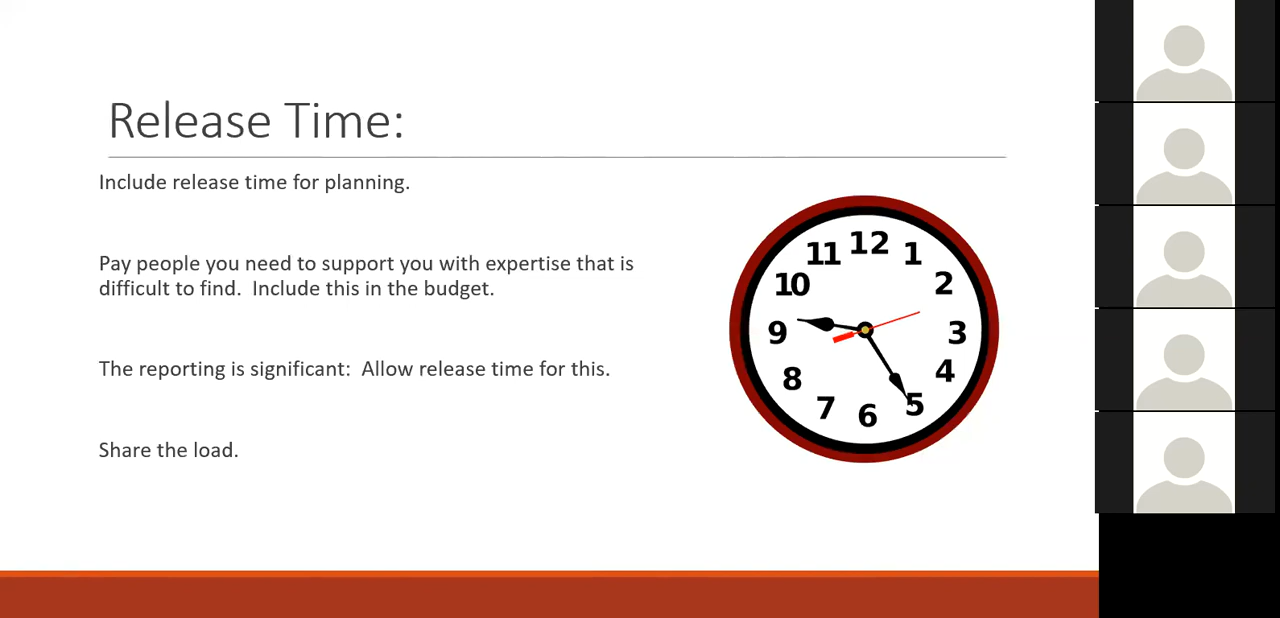 Release Time:
Include release time for planning.
Pay people you need to support you with expertise that is
difficult to find.  Include this in the budget.
The reporting is significant:  Allow release time for this.
Share the load.
12
11
1
10
2
9
3
8
4
7
5
6